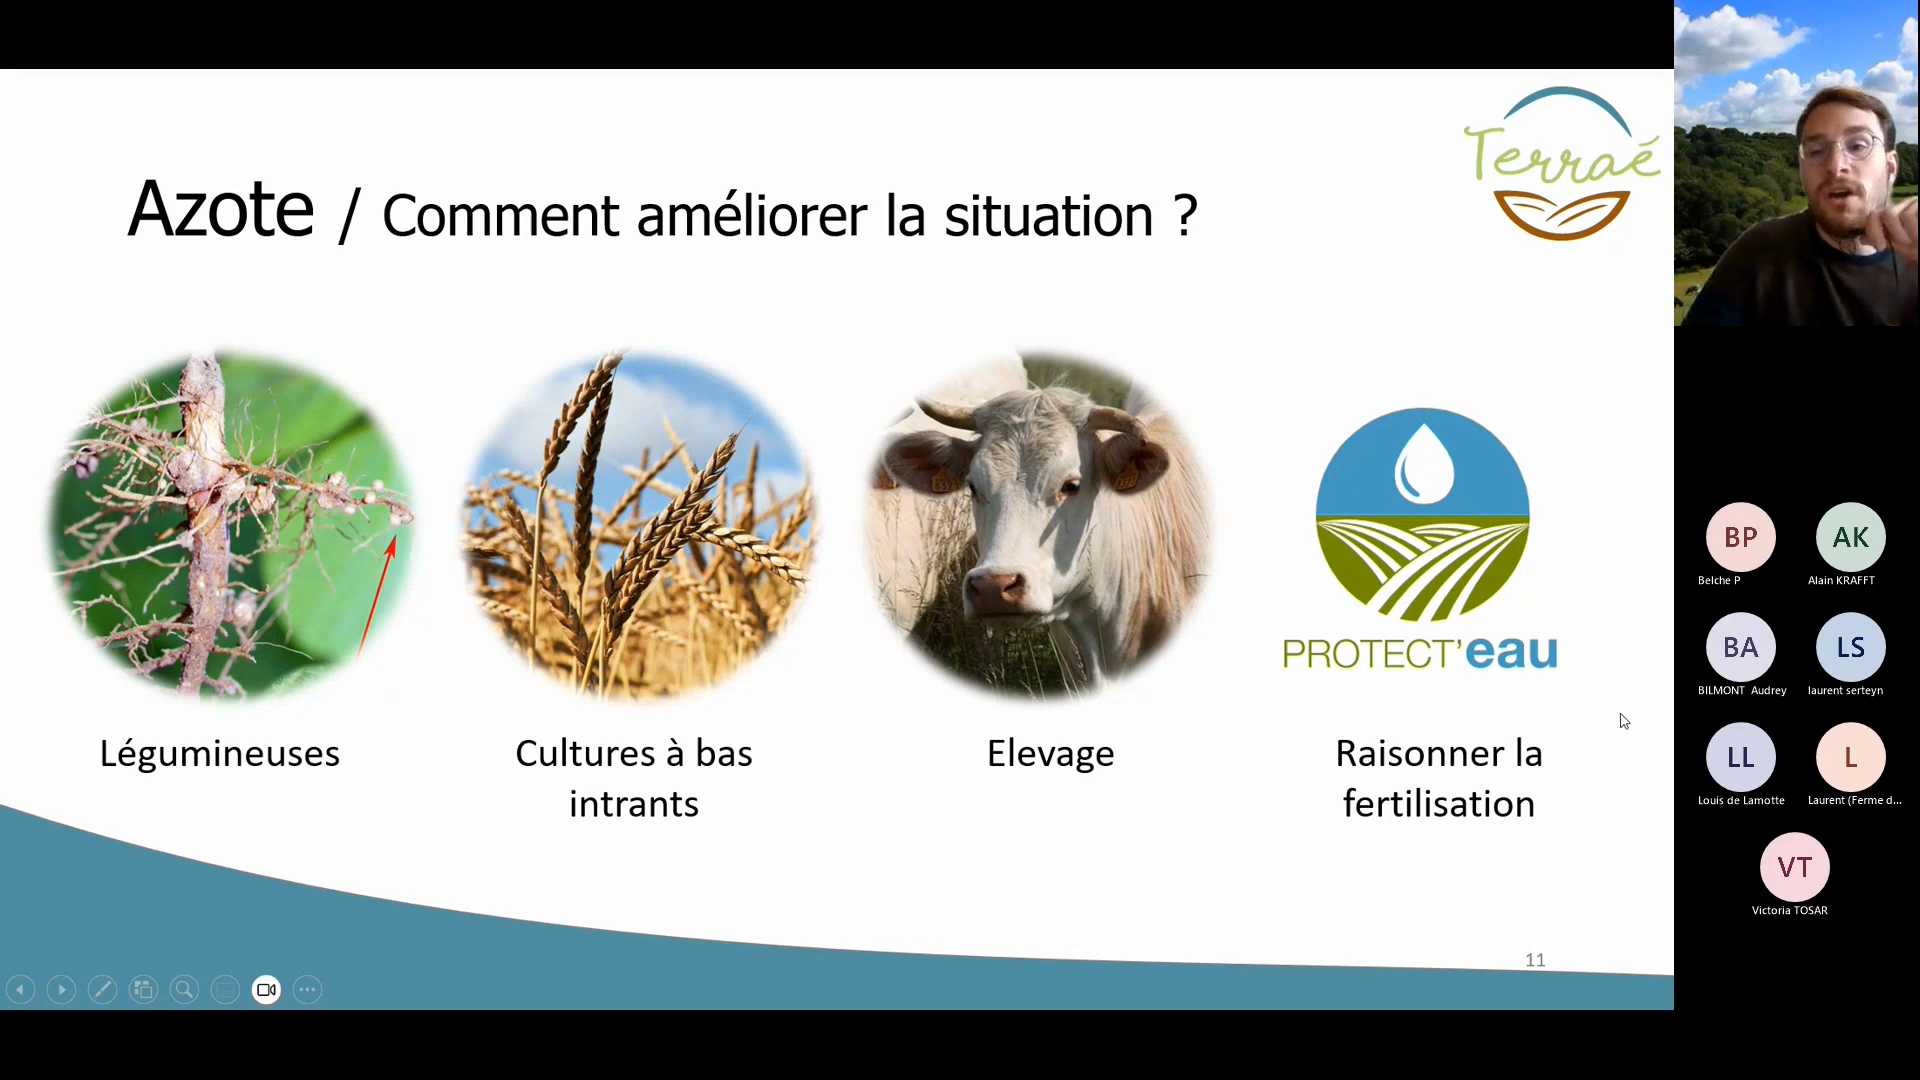 Terraé
Azote / Comment améliorer la situation ?
PROTECT'eau
Légumineuses
Cultures à bas
intrants
Elevage
Raisonner la
fertilisation
11
BP
Belche P
AK
Alain KRAFFT
BA
BILMONT Audrey
LS
laurent serteyn
LL
Louis de Lamotte
L
Laurent (Ferme d...
VT
Victoria TOSAR